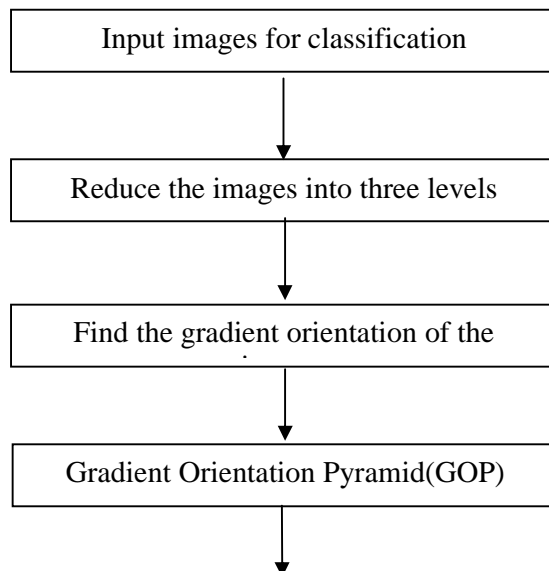 Input images for classification
Reduce the images into three levels
Find the gradient orientation of the
Gradient Orientation Pyramid(GOP)